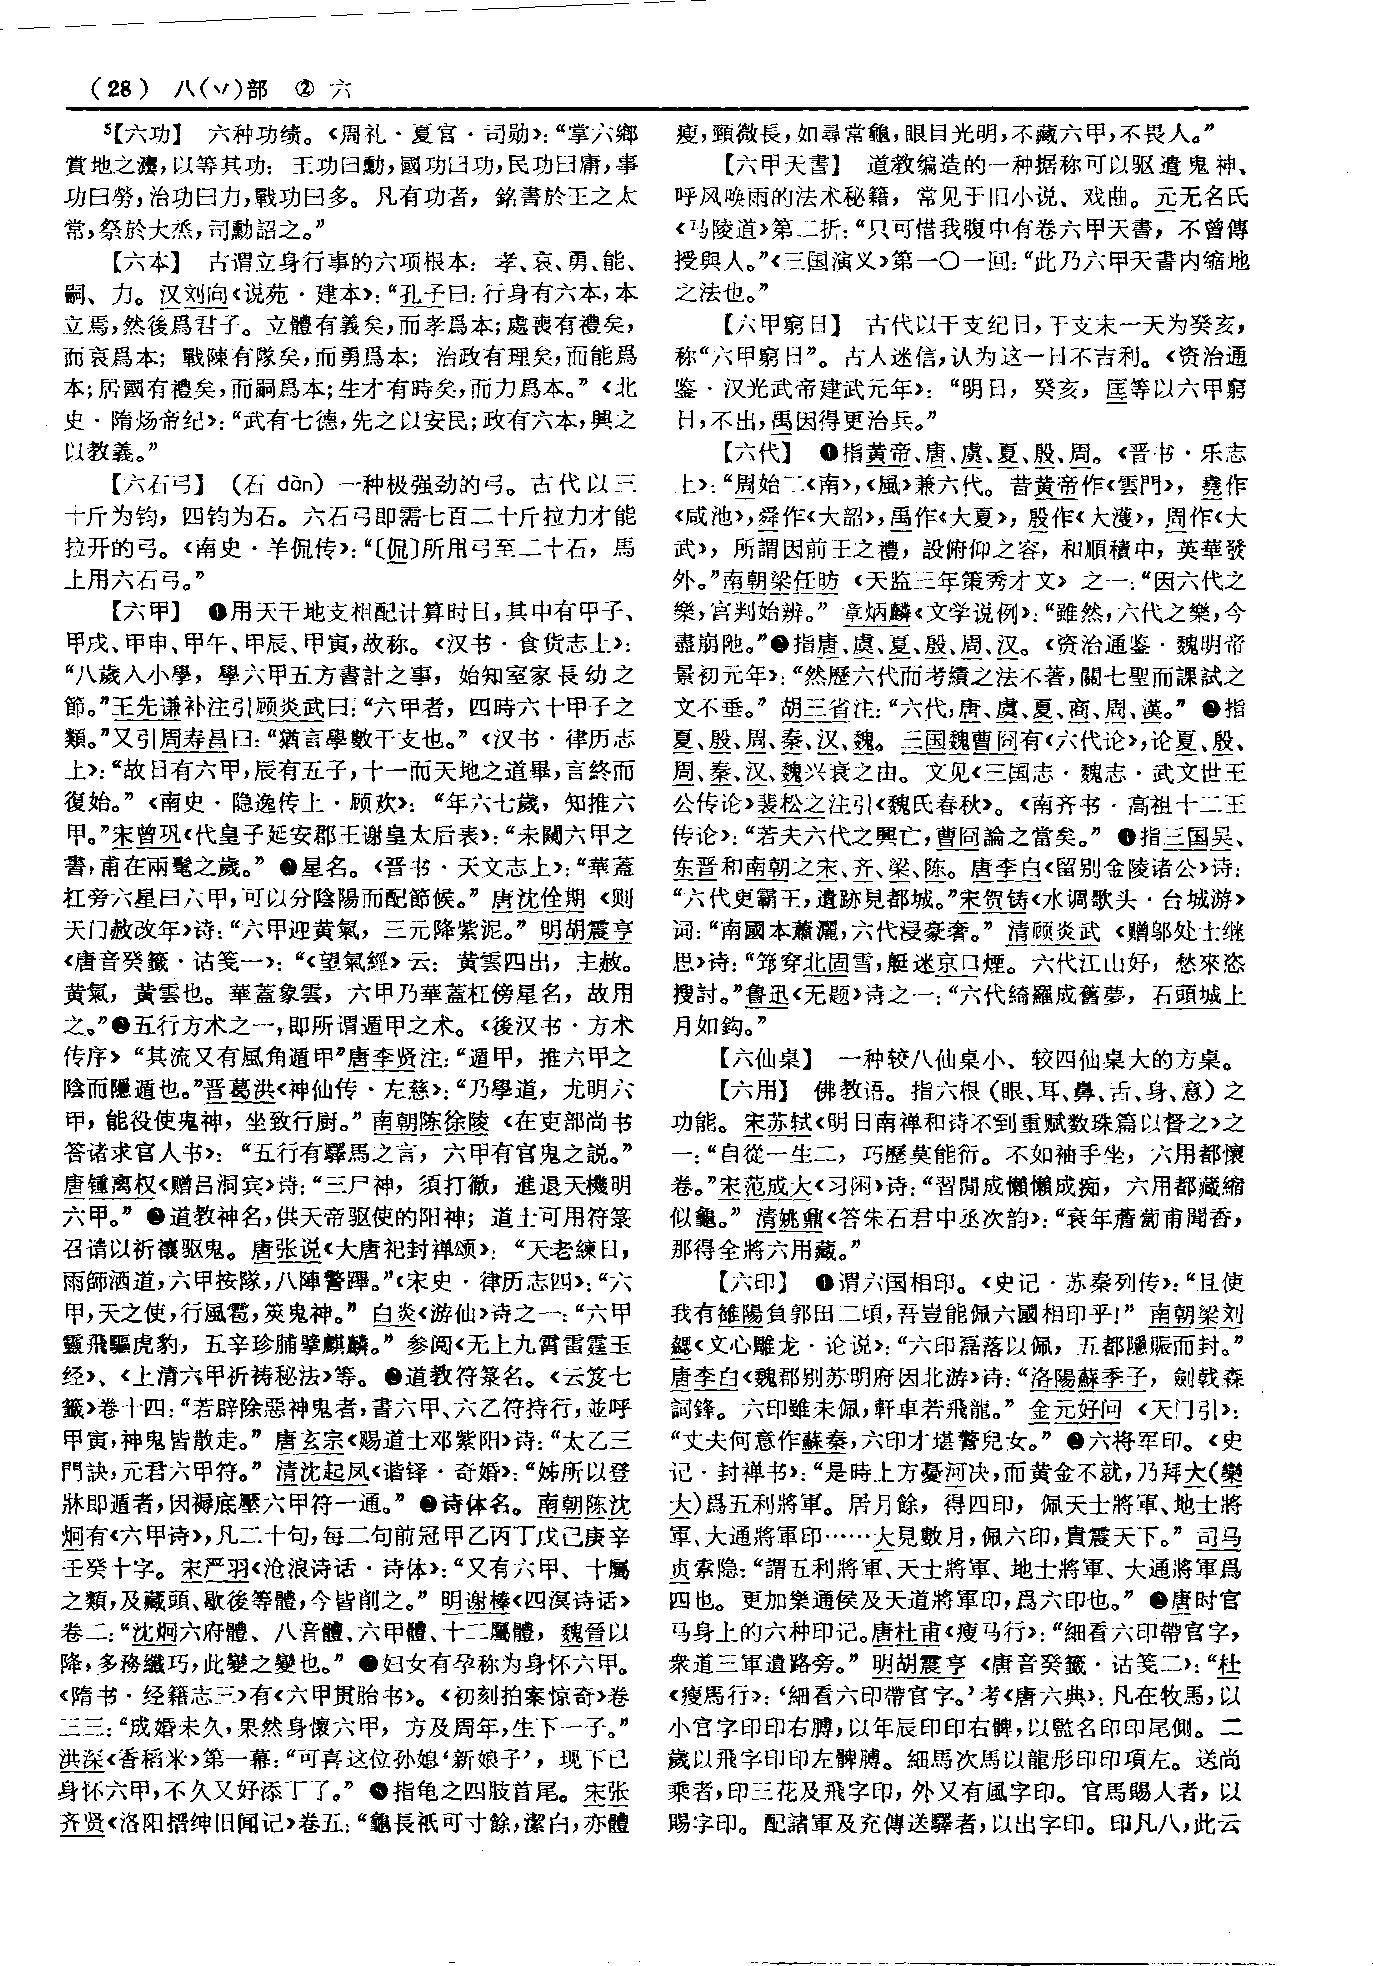 (28) 八(丷)部 ② 六
⁵【六功】 六种功绩。《周礼·夏官·司勋》：“掌六鄉
賞地之灋，以等其功：王功曰勳，國功曰功，民功曰庸，事
功曰勞，治功曰力，戰功曰多。凡有功者，銘書於王之太
常，祭於大烝，司勳詔之。”
【六本】 古谓立身行事的六项根本：孝、哀、勇、能、
嗣、力。汉刘向《说苑·建本》：“孔子曰：行身有六本，本
立焉，然後爲君子。立體有義矣，而孝爲本；處喪有禮矣，
而哀爲本；戰陳有隊矣，而勇爲本；治政有理矣，而能爲
本；居國有禮矣，而嗣爲本；生才有時矣，而力爲本。”《北
史·隋炀帝纪》：“武有七德，先之以安民；政有六本，興之
以教義。”
【六石弓】 （石 dàn）一种极强劲的弓。古代以三
十斤为钧，四钧为石。六石弓即需七百二十斤拉力才能
拉开的弓。《南史·羊侃传》：“〔侃〕所用弓至二十石，馬
上用六石弓。”
【六甲】 ❶用天干地支相配计算时日，其中有甲子、
甲戌、甲申、甲午、甲辰、甲寅，故称。《汉书·食货志上》：
“八歲入小學，學六甲五方書計之事，始知室家長幼之
節。”王先谦补注引顾炎武曰：“六甲者，四時六十甲子之
類。”又引周寿昌曰：“猶言學數干支也。”《汉书·律历志
上》：“故日有六甲，辰有五子，十一而天地之道畢，言終而
復始。”《南史·隐逸传上·顾欢》：“年六七歲，知推六
甲。”宋曾巩《代皇子延安郡王谢皇太后表》：“未閱六甲之
書，甫在兩髦之歲。”❷星名。《晋书·天文志上》：“華蓋
杠旁六星曰六甲，可以分陰陽而配節候。”唐沈佺期《则
天门赦改年》诗：“六甲迎黄氣，三元降紫泥。”明胡震亨
《唐音癸籤·诂笺一》：“《望氣經》云：黄雲四出，主赦。
黄氣，黄雲也。華蓋象雲，六甲乃華蓋杠傍星名，故用
之。”❸五行方术之一，即所谓遁甲之术。《後汉书·方术
传序》“其流又有風角遁甲”唐李贤注：“遁甲，推六甲之
陰而隱遁也。”晋葛洪《神仙传·左慈》：“乃學道，尤明六
甲，能役使鬼神，坐致行厨。”南朝陈徐陵《在吏部尚书
答诸求官人书》：“五行有驛馬之言，六甲有官鬼之説。”
唐锺离权《赠吕洞宾》诗：“三尸神，須打徹，進退天機明
六甲。”❹道教神名，供天帝驱使的阳神；道士可用符箓
召请以祈禳驱鬼。唐张说《大唐祀封禅颂》：“天老練日，
雨師洒道，六甲按隊，八陣警蹕。”《宋史·律历志四》：“六
甲，天之使，行風雹，筴鬼神。”白炎《游仙》诗之一：“六甲
靈飛驅虎豹，五辛珍脯擘麒麟。”参阅《无上九霄雷霆玉
经》、《上清六甲祈祷秘法》等。❺道教符箓名。《云笈七
籤》卷十四：“若辟除惡神鬼者，書六甲、六乙符持行，並呼
甲寅，神鬼皆散走。”唐玄宗《赐道士邓紫阳》诗：“太乙三
門訣，元君六甲符。”清沈起凤《谐铎·奇婚》：“姊所以登
牀即遁者，因褥底壓六甲符一通。”❻诗体名。南朝陈沈
炯有《六甲诗》，凡二十句，每二句前冠甲乙丙丁戊己庚辛
壬癸十字。宋严羽《沧浪诗话·诗体》：“又有六甲、十屬
之類，及藏頭、歇後等體，今皆削之。”明谢榛《四溟诗话》
卷二：“沈炯六府體、八音體、六甲體、十二屬體，魏晉以
降，多務纖巧，此變之變也。”❼妇女有孕称为身怀六甲。
《隋书·经籍志三》有《六甲贯胎书》。《初刻拍案惊奇》卷
三三：“成婚未久，果然身懷六甲，方及周年，生下一子。”
洪深《香稻米》第一幕：“可喜这位孙媳‘新娘子’，现下已
身怀六甲，不久又好添丁了。”❽指龟之四肢首尾。宋张
齐贤《洛阳搢绅旧闻记》卷五：“龜長祇可寸餘，潔白，亦體
瘦，頸微長，如尋常龜，眼目光明，不藏六甲，不畏人。”
【六甲天書】 道教编造的一种据称可以驱遣鬼神、
呼风唤雨的法术秘籍，常见于旧小说、戏曲。元无名氏
《马陵道》第二折：“只可惜我腹中有卷六甲天書，不曾傳
授與人。”《三国演义》第一〇一回：“此乃六甲天書内缩地
之法也。”
【六甲窮日】 古代以干支纪日，干支末一天为癸亥，
称“六甲窮日”。古人迷信，认为这一日不吉利。《资治通
鉴·汉光武帝建武元年》：“明日，癸亥，匡等以六甲窮
日，不出，禹因得更治兵。”
【六代】 ❶指黄帝、唐、虞、夏、殷、周。《晋书·乐志
上》：“周始二《南》，《風》兼六代。昔黄帝作《雲門》，堯作
《咸池》，舜作《大韶》，禹作《大夏》，殷作《大濩》，周作《大
武》，所謂因前王之禮，設俯仰之容，和順積中，英華發
外。”南朝梁任昉《天监三年策秀才文》之一：“因六代之
樂，宫判始辨。”章炳麟《文学说例》：“雖然，六代之樂，今
盡崩阤。”❷指唐、虞、夏、殷、周、汉。《资治通鉴·魏明帝
景初元年》：“然歷六代而考績之法不著，關七聖而課試之
文不垂。”胡三省注：“六代，唐、虞、夏、商、周、漢。”❸指
夏、殷、周、秦、汉、魏。三国魏曹冏有《六代论》，论夏、殷、
周、秦、汉、魏兴衰之由。文见《三国志·魏志·武文世王
公传论》裴松之注引《魏氏春秋》。《南齐书·高祖十二王
传论》：“若夫六代之興亡，曹冏論之當矣。”❹指三国吴、
东晋和南朝之宋、齐、梁、陈。唐李白《留别金陵诸公》诗：
“六代更霸王，遺跡見都城。”宋贺铸《水调歌头·台城游》
词：“南國本蕭灑，六代浸豪奢。”清顾炎武《赠邬处士继
思》诗：“筇穿北固雪，艇迷京口煙。六代江山好，愁來恣
搜討。”鲁迅《无题》诗之一：“六代綺羅成舊夢，石頭城上
月如鈎。”
【六仙桌】 一种较八仙桌小、较四仙桌大的方桌。
【六用】 佛教语。指六根（眼、耳、鼻、舌、身、意）之
功能。宋苏轼《明日南禅和诗不到重赋数珠篇以督之》之
一：“自從一生二，巧歷莫能衍。不如袖手坐，六用都懷
卷。”宋范成大《习闲》诗：“習閒成懶懶成痴，六用都藏縮
似龜。”清姚鼐《答朱石君中丞次韵》：“衰年薝蔔甫聞香，
那得全將六用藏。”
【六印】 ❶谓六国相印。《史记·苏秦列传》：“且使
我有雒陽負郭田二頃，吾豈能佩六國相印乎！”南朝梁刘
勰《文心雕龙·论说》：“六印磊落以佩，五都隱賑而封。”
唐李白《魏郡别苏明府因北游》诗：“洛陽蘇季子，劍戟森
詞鋒。六印雖未佩，軒車若飛龍。”金元好问《天门引》：
“丈夫何意作蘇秦，六印才堪警兒女。”❷六将军印。《史
记·封禅书》：“是時上方憂河决，而黄金不就，乃拜大（欒
大）爲五利將軍。居月餘，得四印，佩天士將軍、地士將
軍、大通將軍印……大見數月，佩六印，貴震天下。”司马
贞索隐：“謂五利將軍、天士將軍、地士將軍、大通將軍爲
四也。更加樂通侯及天道將軍印，爲六印也。”❸唐时官
马身上的六种印记。唐杜甫《瘦马行》：“細看六印帶官字，
衆道三軍遺路旁。”明胡震亨《唐音癸籤·诂笺二》：“杜
《瘦馬行》：‘細看六印帶官字。’考《唐六典》：凡在牧馬，以
小官字印印右膊，以年辰印印右髀，以監名印印尾側。二
歲以飛字印印左髀膊。細馬次馬以龍形印印項左。送尚
乘者，印三花及飛字印，外又有風字印。官馬賜人者，以
賜字印。配諸軍及充傳送驛者，以出字印。印凡八，此云